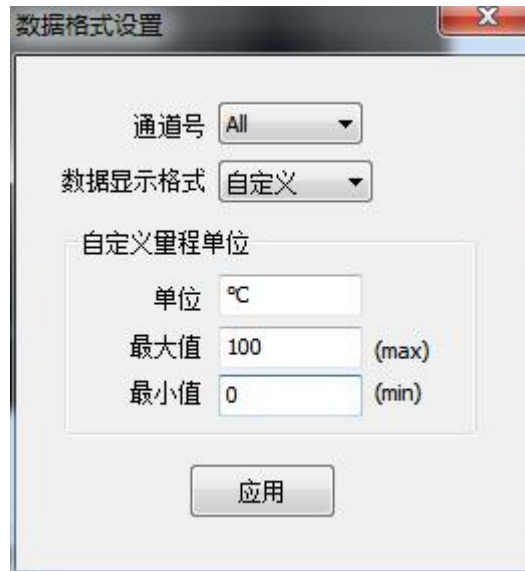 数据格式设置
通道号 All
数据显示格式 自定义
自定义里程单位
单位 ℃
最大值 100 (max)
最小值 0 (min)
应用